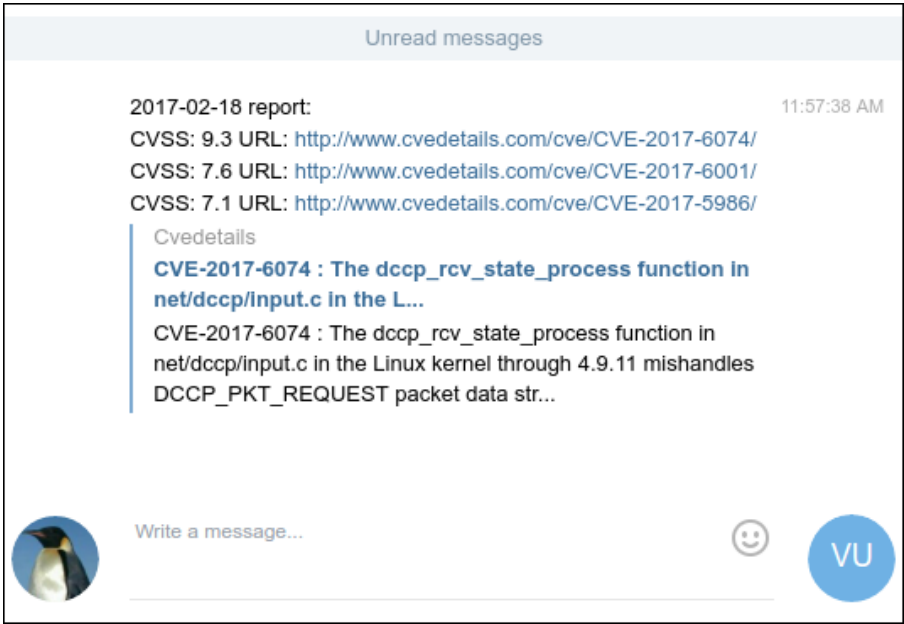 Unread messages
2017-02-18 report:
11:57:38 AM
CVSS: 9.3 URL: http://www.cvedetails.com/cve/CVE-2017-6074/
CVSS: 7.6 URL: http://www.cvedetails.com/cve/CVE-2017-6001/
CVSS: 7.1 URL: http://www.cvedetails.com/cve/CVE-2017-5986/
Cvedetails
CVE-2017-6074 : The dccp_rcv_state_process function in
net/dccp/input.c in the L...
CVE-2017-6074 : The dccp_rcv_state_process function in
net/dccp/input.c in the Linux kernel through 4.9.11 mishandles
DCCP_PKT_REQUEST packet data str...
Write a message...
VU